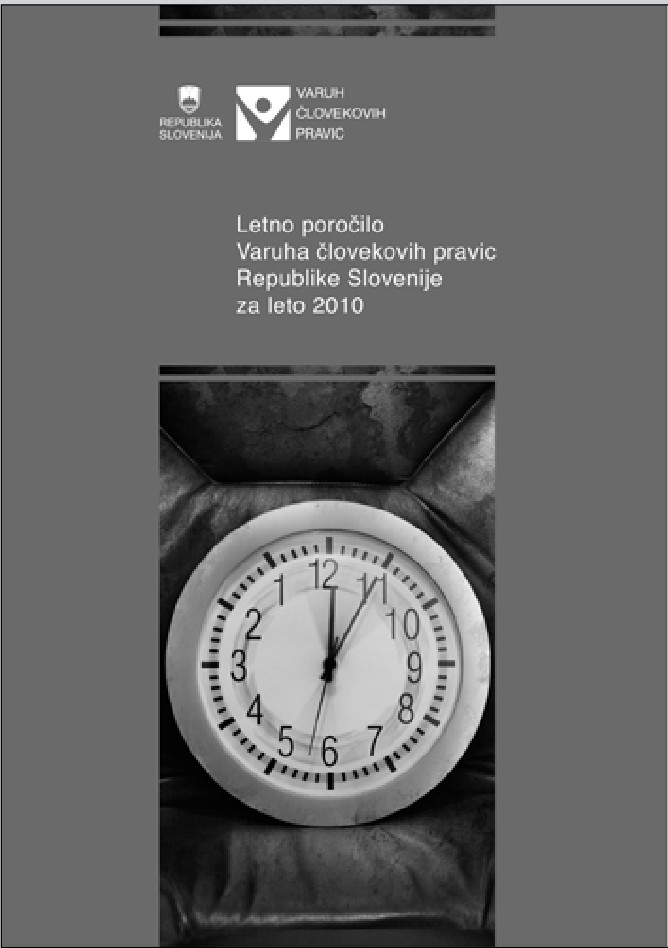 REPUBLIKA
SLOVENIJA
VARUH
ČLOVEKOVIH
PRAVIC
Letno poročilo
Varuha človekovih pravic
Republike Slovenije
za leto 2010
12
1
11
2
10
3
9
4
8
5
7
6